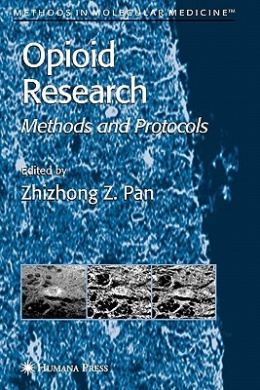 METHODS IN MOLECULAR MEDICINE™
Opioid
Research
Methods and Protocols
Edited by
Zhizhong Z. Pan
HUMANA PRESS